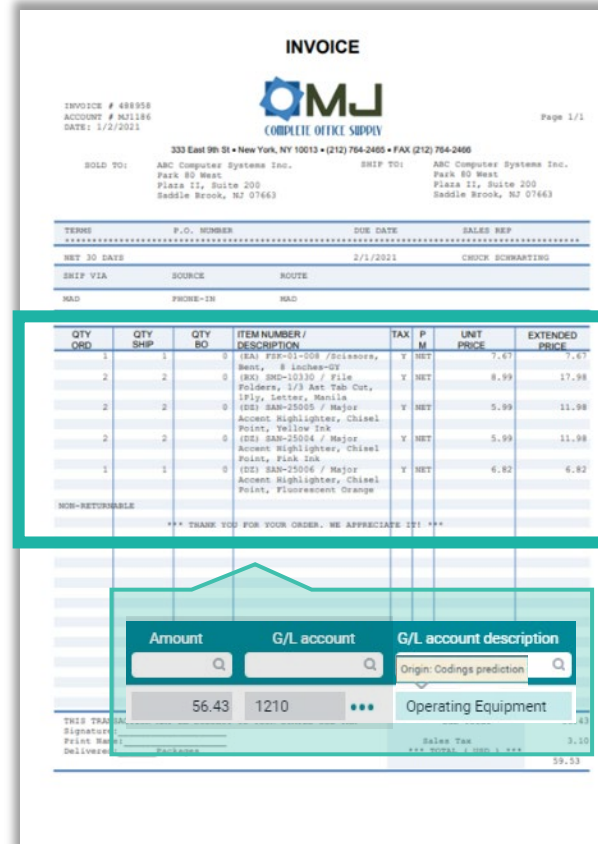 INVOICE
INVOICE # 488958
ACCOUNT # MJ1186
DATE: 1/2/2021
OMJ
COMPLETE OFFICE SUPPLY
Page 1/1
333 East 9th St • New York, NY 10013 • (212) 764-2465 • FAX (212) 764-2466
SOLD TO: ABC Computer Systems Inc. SHIP TO: ABC Computer Systems Inc.
Park 80 West Park 80 West
Plaza II, Suite 200 Plaza II, Suite 200
Saddle Brook, NJ 07663 Saddle Brook, NJ 07663
TERMS P.O. NUMBER DUE DATE SALES REP
NET 30 DAYS 2/1/2021 CHUCK SCHWARTING
SHIP VIA SOURCE ROUTE
MAD PHONE-IN MAD
QTY ORD QTY SHIP QTY BO ITEM NUMBER / DESCRIPTION TAX P M UNIT PRICE EXTENDED PRICE
1 1 0 (EA) FSK-01-008 /Scissors, Y NET 7.67 7.67
Bent, 8 inches-GY
2 2 0 (BX) SMD-10330 / File Y NET 8.99 17.98
Folders, 1/3 Ast Tab Cut,
1Ply, Letter, Manila
2 2 0 (DZ) SAN-25005 / Major Y NET 5.99 11.98
Accent Highlighter, Chisel
Point, Yellow Ink
2 2 0 (DZ) SAN-25004 / Major Y NET 5.99 11.98
Accent Highlighter, Chisel
Point, Pink Ink
1 1 0 (DZ) SAN-25006 / Major Y NET 6.82 6.82
Accent Highlighter, Chisel
Point, Fluorescent Orange
NON-RETURNABLE
*** THANK YOU FOR YOUR ORDER. WE APPRECIATE IT! ***
Amount G/L account G/L account description
Origin: Codings prediction
56.43 1210 ••• Operating Equipment
THIS
Signature:
Print Name: Sales Tax 3.10
Delivered: Packages *** TOTAL ( USD ) ***
59.53